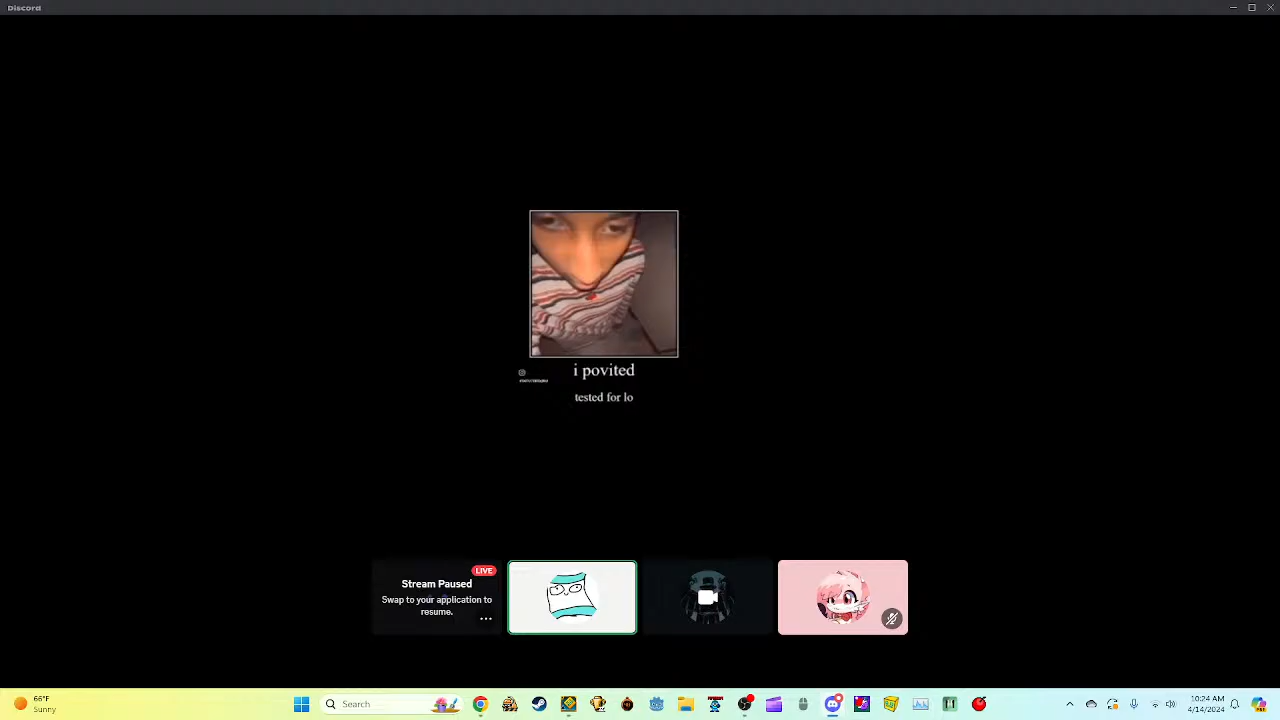 Discord
i povited
tested for lo
LIVE
Stream Paused
Swap to your application to
resume.
66°F
Sunny
Search
10:24 AM
4/14/2024